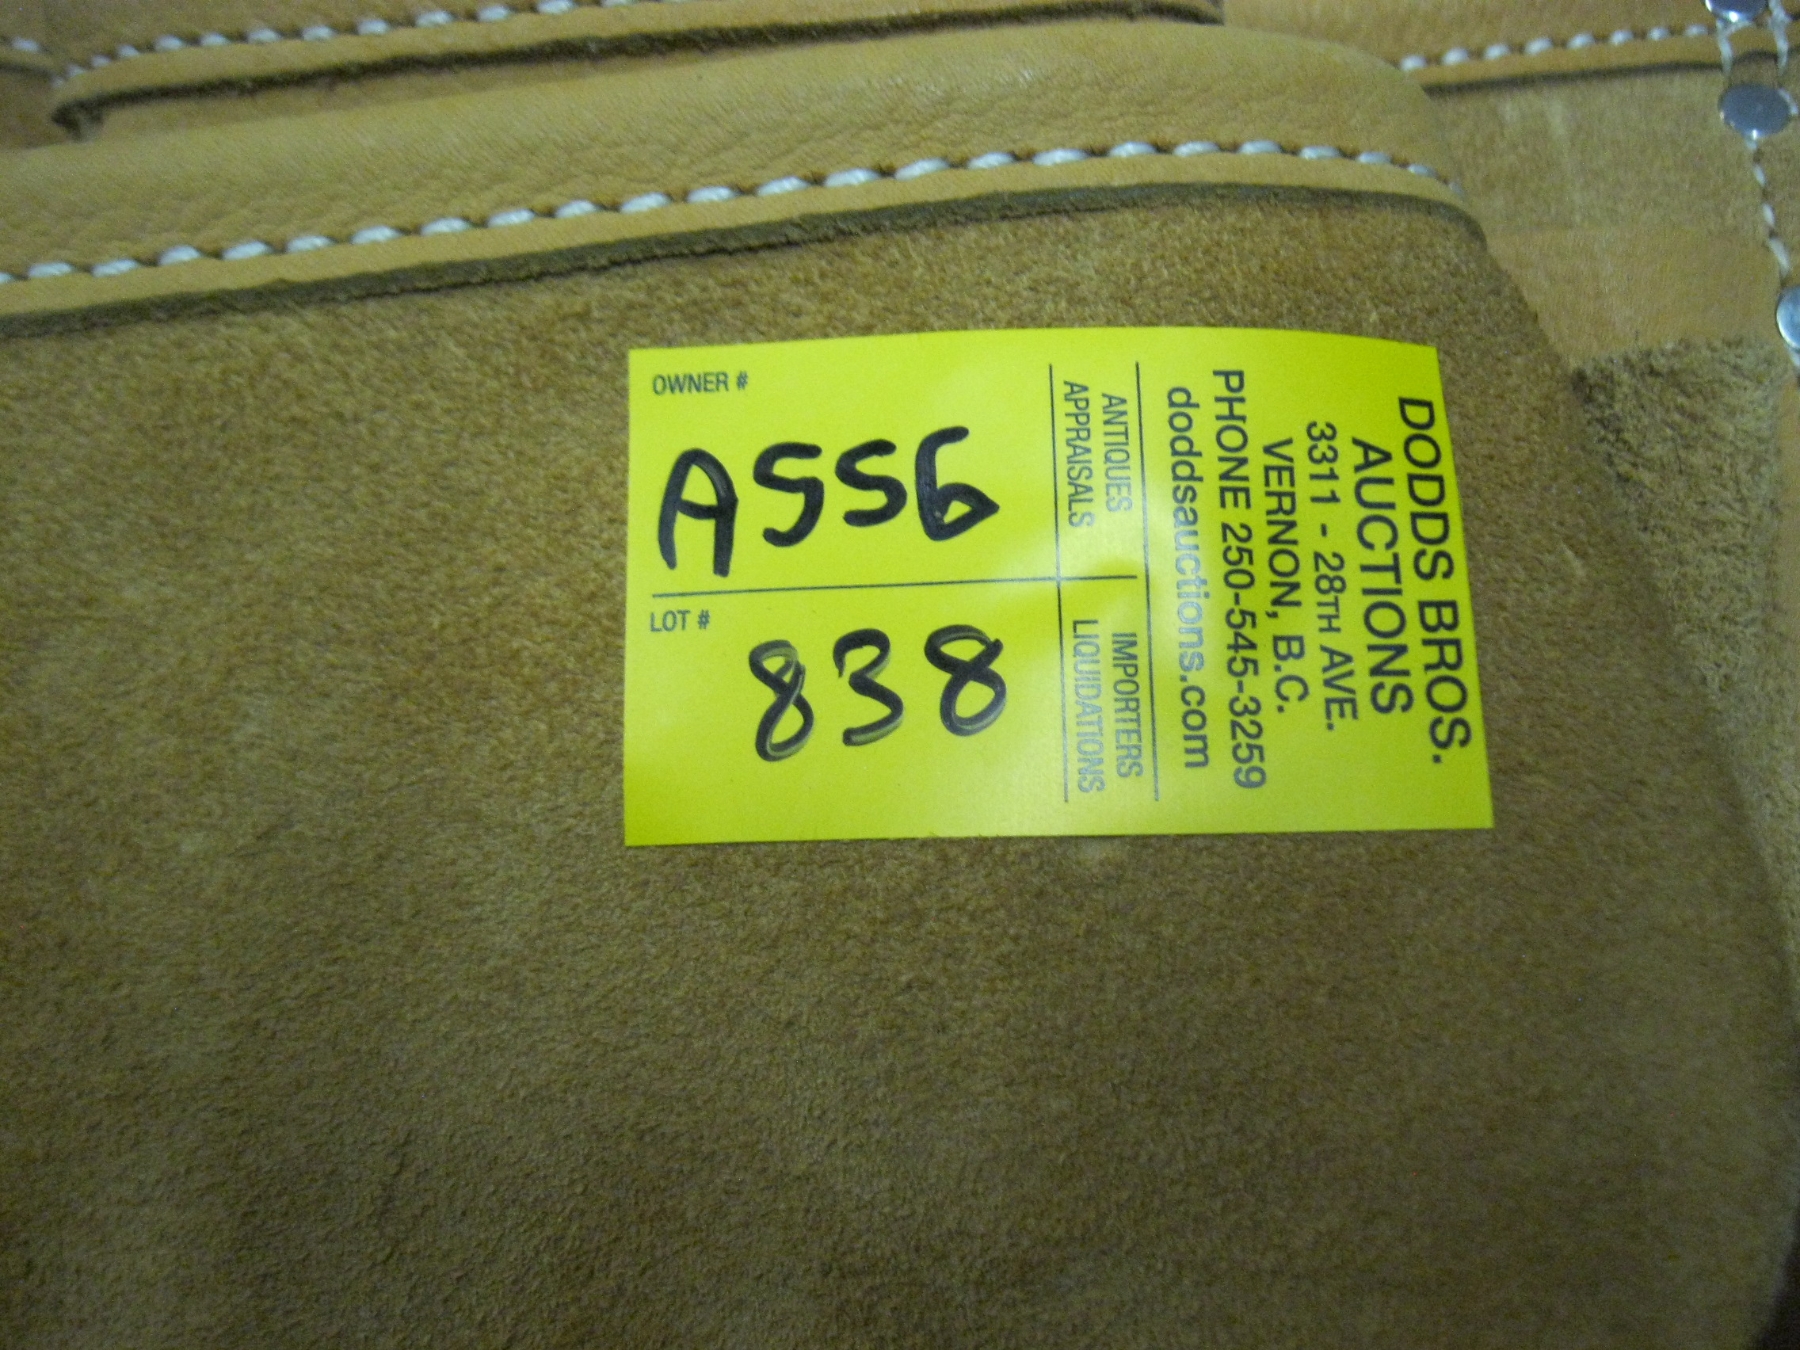 OWNER #
A556
LOT #
838
DODDS BROS.
AUCTIONS
3311 - 28TH AVE.
VERNON, B.C.
PHONE 250-545-3259
doddsauctions.com
ANTIQUES IMPORTERS
APPRAISALS LIQUIDATIONS